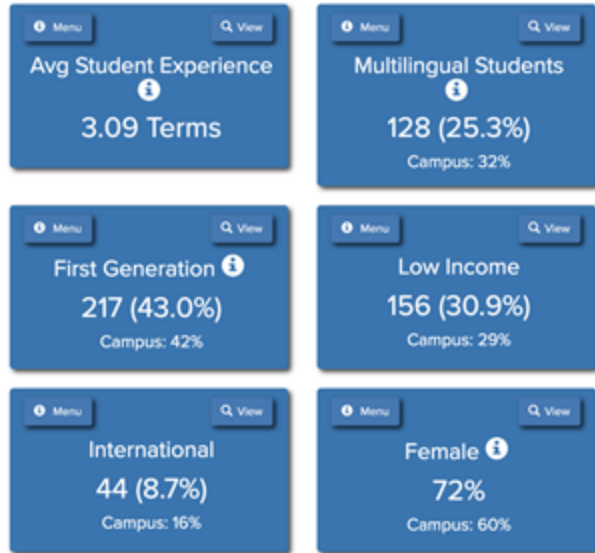 Menu View
Avg Student Experience
3.09 Terms
Menu View
Multilingual Students
128 (25.3%)
Campus: 32%
Menu View
First Generation
217 (43.0%)
Campus: 42%
Menu View
Low Income
156 (30.9%)
Campus: 29%
Menu View
International
44 (8.7%)
Campus: 16%
Menu View
Female
72%
Campus: 60%